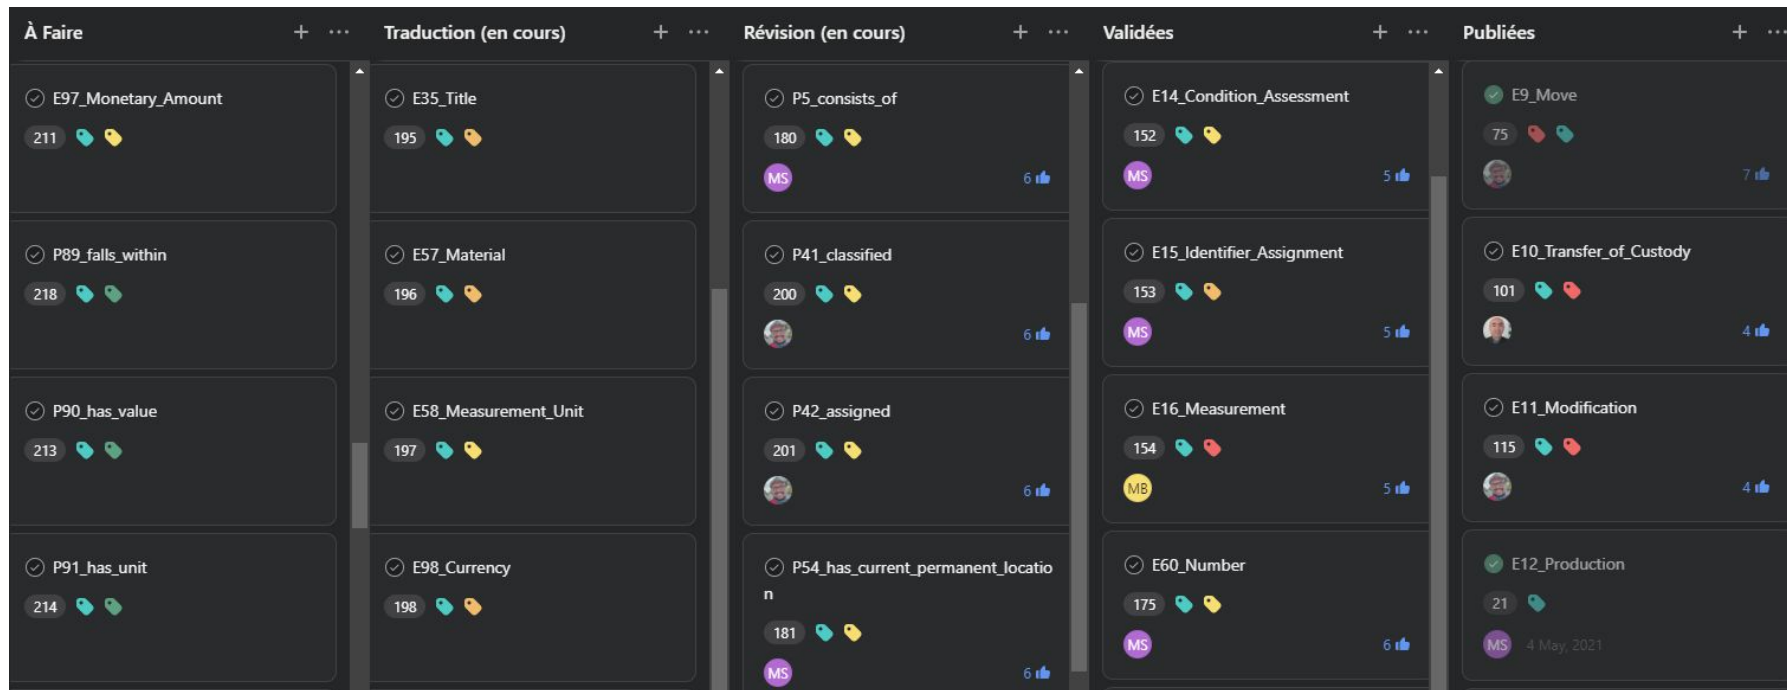 À Faire
E97_Monetary_Amount
211
P89_falls_within
218
P90_has_value
213
P91_has_unit
214
Traduction (en cours)
E35_Title
195
E57_Material
196
E58_Measurement_Unit
197
E98_Currency
198
Révision (en cours)
P5_consists_of
180
MS
6
P41_classified
200
6
P42_assigned
201
6
P54_has_current_permanent_locatio
n
181
MS
6
Validées
E14_Condition_Assessment
152
MS
5
E15_Identifier_Assignment
153
MS
5
E16_Measurement
154
MB
5
E60_Number
175
MS
6
Publiées
E9_Move
75
7
E10_Transfer_of_Custody
101
4
E11_Modification
115
4
E12_Production
21
MS 4 May, 2021